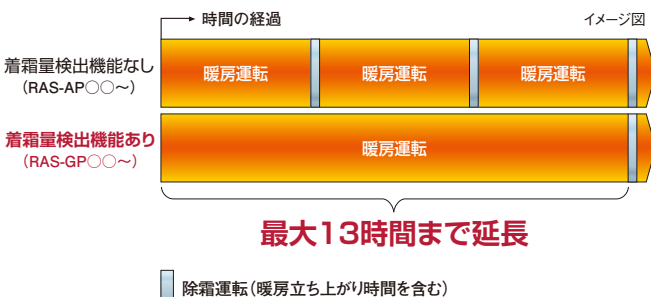 時間の経過
イメージ図
着霜量検出機能なし
(RAS-AP○○～)
暖房運転 暖房運転 暖房運転
着霜量検出機能あり
(RAS-GP○○～)
暖房運転
最大13時間まで延長
除霜運転(暖房立ち上がり時間を含む)